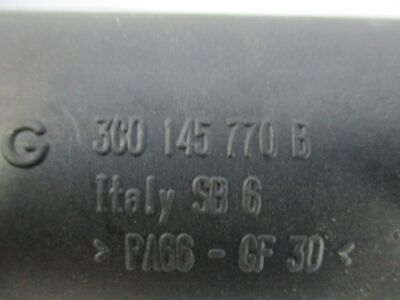 G 3C0 145 770 B
Italy SB 6
> PA66 - GF 30 <